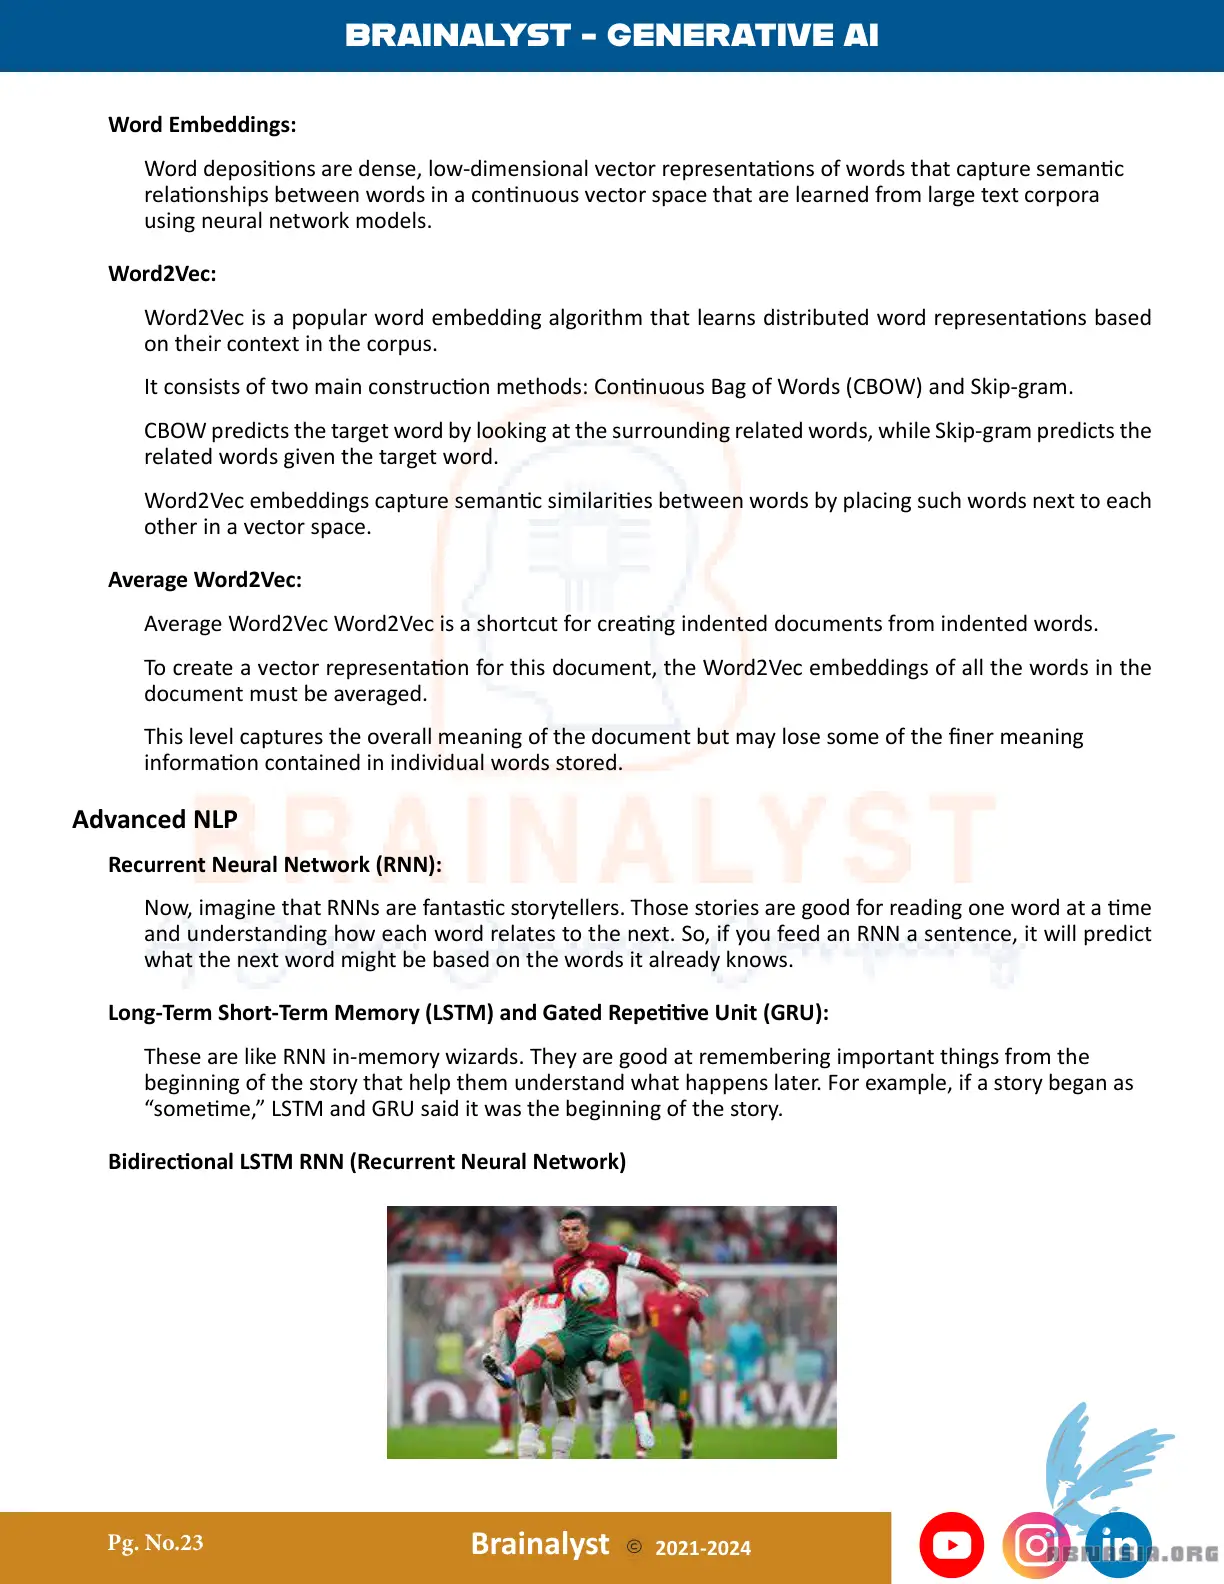 BRAINALYST - GENERATIVE AI
Word Embeddings:
Word depositions are dense, low-dimensional vector representations of words that capture semantic
relationships between words in a continuous vector space that are learned from large text corpora
using neural network models.
Word2Vec:
Word2Vec is a popular word embedding algorithm that learns distributed word representations based
on their context in the corpus.
It consists of two main construction methods: Continuous Bag of Words (CBOW) and Skip-gram.
CBOW predicts the target word by looking at the surrounding related words, while Skip-gram predicts the
related words given the target word.
Word2Vec embeddings capture semantic similarities between words by placing such words next to each
other in a vector space.
Average Word2Vec:
Average Word2Vec Word2Vec is a shortcut for creating indented documents from indented words.
To create a vector representation for this document, the Word2Vec embeddings of all the words in the
document must be averaged.
This level captures the overall meaning of the document but may lose some of the finer meaning
information contained in individual words stored.
BRAINALYST
Advanced NLP
Recurrent Neural Network (RNN):
Now, imagine that RNNs are fantastic storytellers. Those stories are good for reading one word at a time
and understanding how each word relates to the next. So, if you feed an RNN a sentence, it will predict
what the next word might be based on the words it already knows.
Long-Term Short-Term Memory (LSTM) and Gated Repetitive Unit (GRU):
These are like RNN in-memory wizards. They are good at remembering important things from the
beginning of the story that help them understand what happens later. For example, if a story began as
“sometime,” LSTM and GRU said it was the beginning of the story.
Bidirectional LSTM RNN (Recurrent Neural Network)
Pg. No.23
Brainalyst © 2021-2024
in